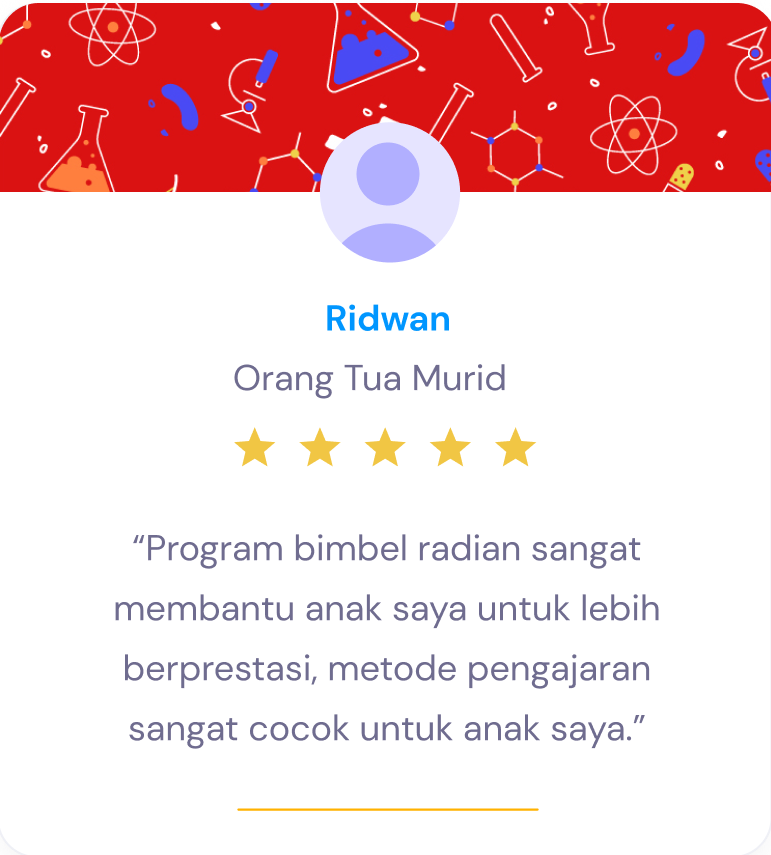 Ridwan
Orang Tua Murid
“Program bimbel radian sangat
membantu anak saya untuk lebih
berprestasi, metode pengajaran
sangat cocok untuk anak saya.”